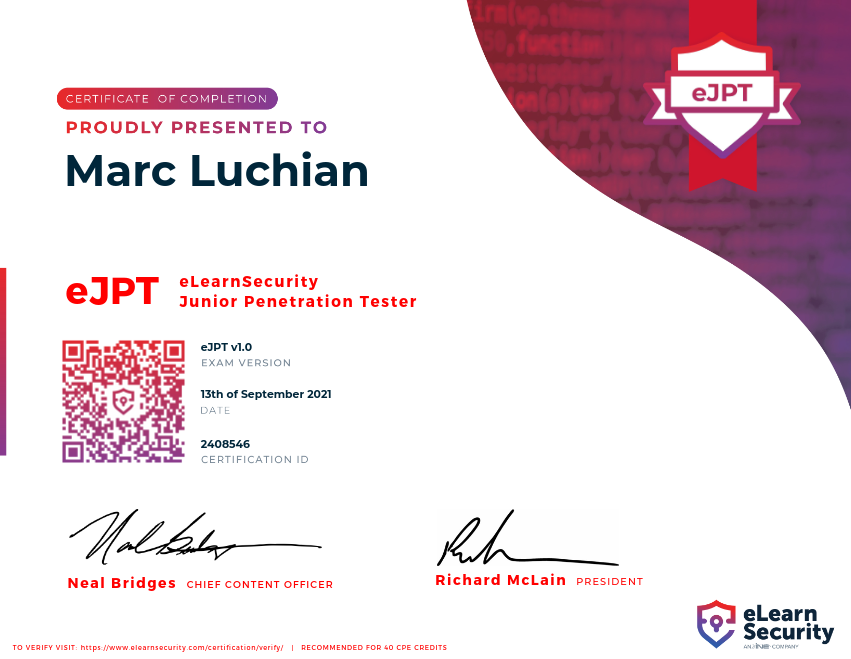 eJPT
CERTIFICATE OF COMPLETION
PROUDLY PRESENTED TO
Marc Luchian
eJPT
eLearnSecurity
Junior Penetration Tester
eJPT v1.0
EXAM VERSION
13th of September 2021
DATE
2408546
CERTIFICATION ID
Neal Bridges CHIEF CONTENT OFFICER
Richard McLain PRESIDENT
eLearn
Security
AN INE COMPANY
TO VERIFY VISIT: https://www.elearnsecurity.com/certification/verify/ | RECOMMENDED FOR 40 CPE CREDITS